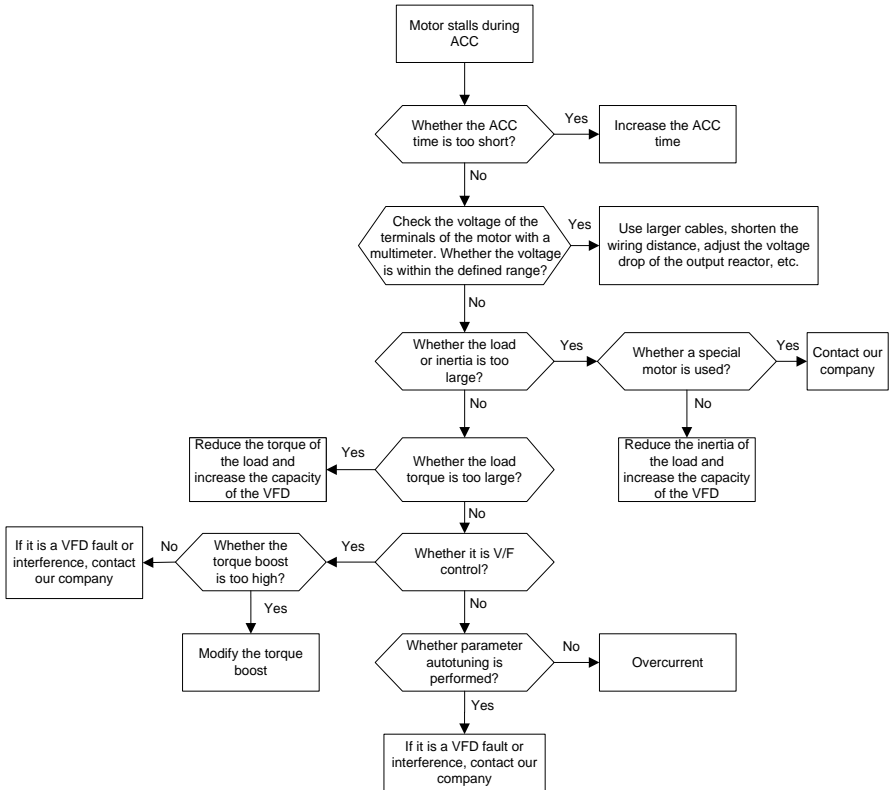 Motor stalls during
ACC
Whether the ACC
time is too short?
Yes
Increase the ACC
time
No
Check the voltage of the
terminals of the motor with a
multimeter. Whether the voltage
is within the defined range?
Yes
Use larger cables, shorten the
wiring distance, adjust the voltage
drop of the output reactor, etc.
No
Whether the load
or inertia is too
large?
Yes
Whether a special
motor is used?
Yes
Contact our
company
No
No
Reduce the torque of
the load and
increase the capacity
of the VFD
Yes
Whether the load
torque is too large?
Reduce the inertia of
the load and
increase the capacity
of the VFD
No
If it is a VFD fault or
interference, contact
our company
No
Whether the
torque boost
is too high?
Yes
Whether it is V/F
control?
Yes
No
Modify the torque
boost
Whether parameter
autotuning is
performed?
No
Overcurrent
Yes
If it is a VFD fault or
interference, contact our
company